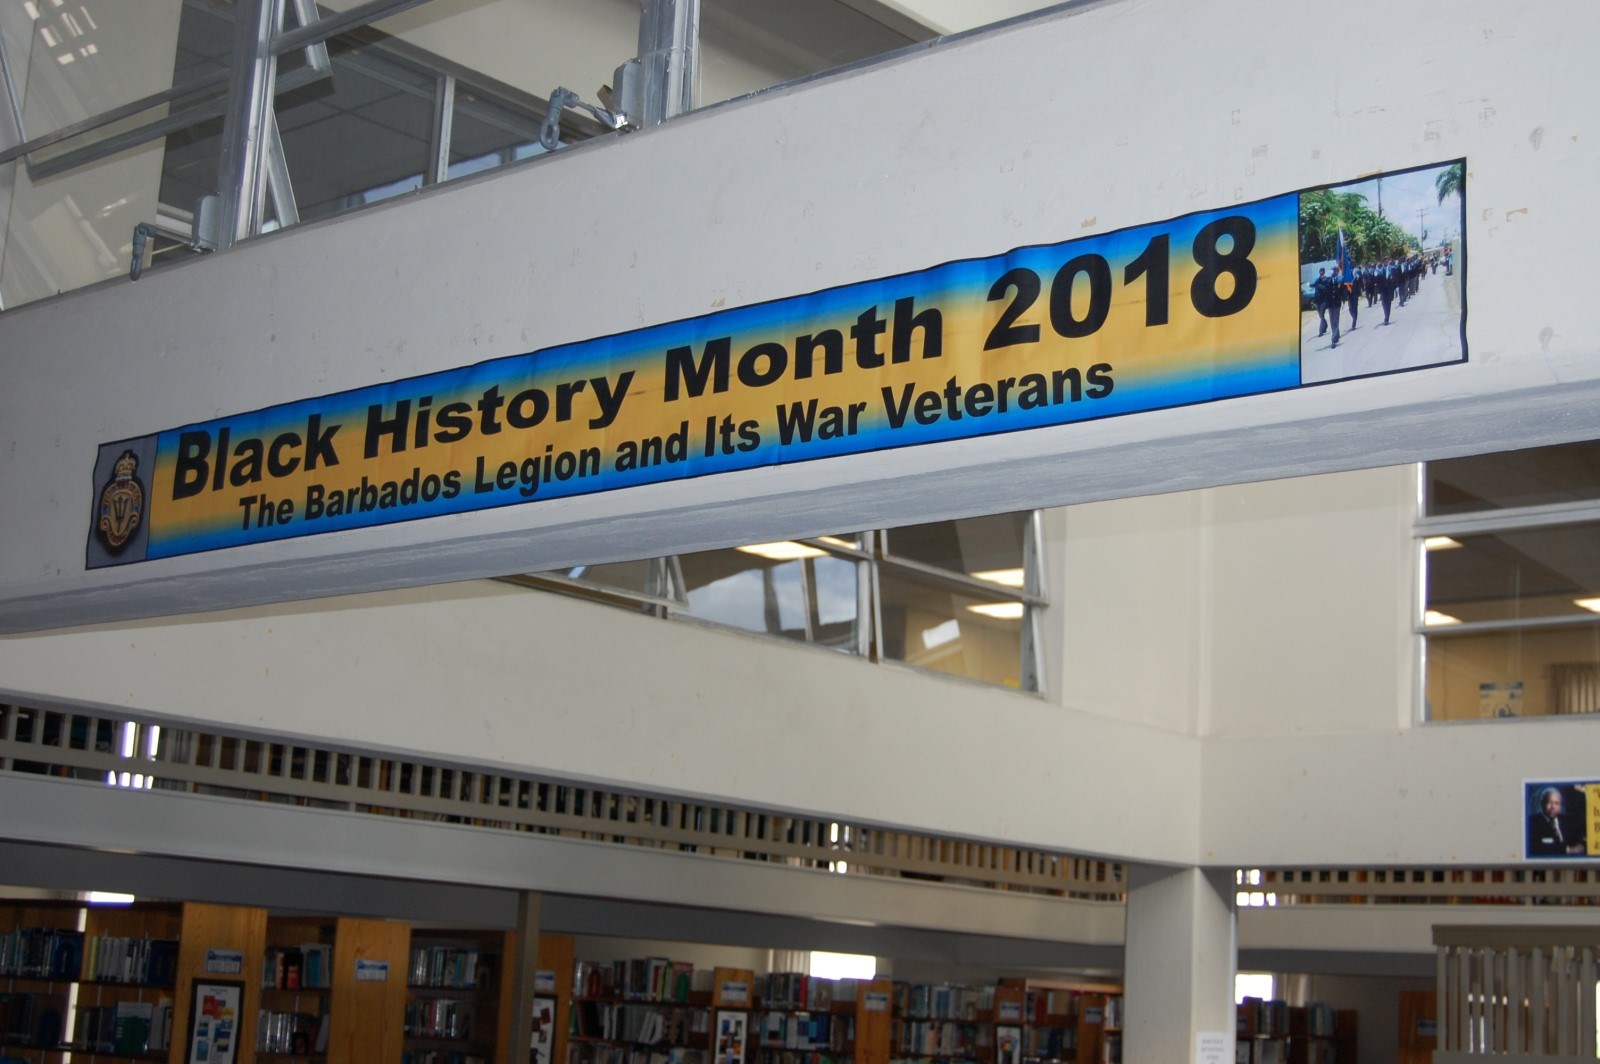 Black History Month 2018
The Barbados Legion and Its War Veterans